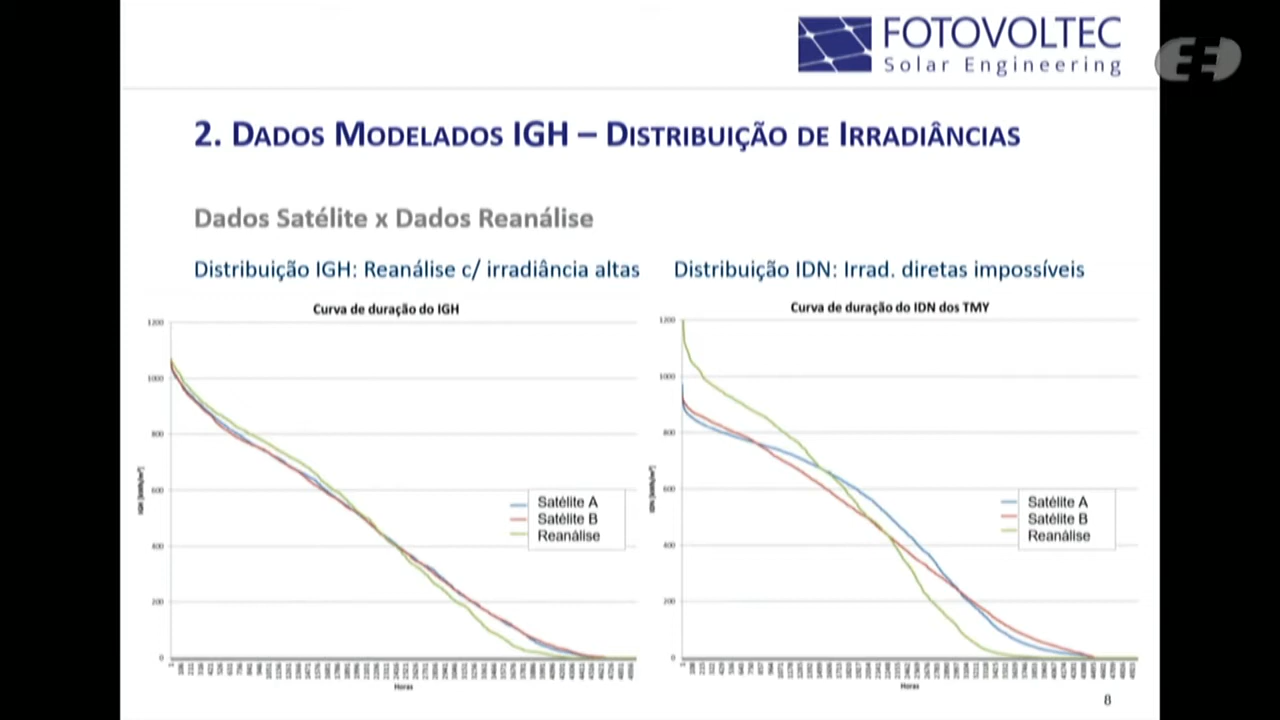 FOTOVOLTEC
Solar Engineering
2. DADOS MODELADOS IGH – DISTRIBUIÇÃO DE IRRADIÂNCIAS
Dados Satélite x Dados Reanálise
Distribuição IGH: Reanálise c/ irradiância altas
Distribuição IDN: Irrad. diretas impossíveis
Curva de duração do IGH
1200
1000
800
600
400
200
0
Satélite A
Satélite B
Reanálise
Horas
Curva de duração do IDN dos TMY
1200
1000
800
600
400
200
0
Satélite A
Satélite B
Reanálise
Horas
8